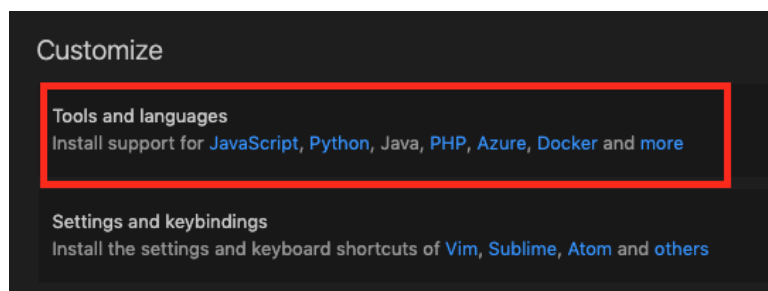 Customize
Tools and languages
Install support for JavaScript, Python, Java, PHP, Azure, Docker and more
Settings and keybindings
Install the settings and keyboard shortcuts of Vim, Sublime, Atom and others